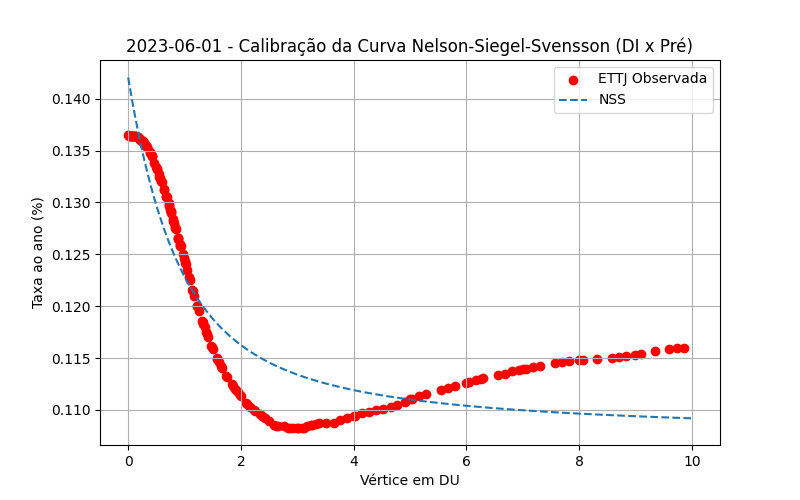 2023-06-01 - Calibração da Curva Nelson-Siegel-Svensson (DI x Pré)
ETTJ Observada
NSS
Taxa ao ano (%)
0.140
0.135
0.130
0.125
0.120
0.115
0.110
0 2 4 6 8 10
Vértice em DU